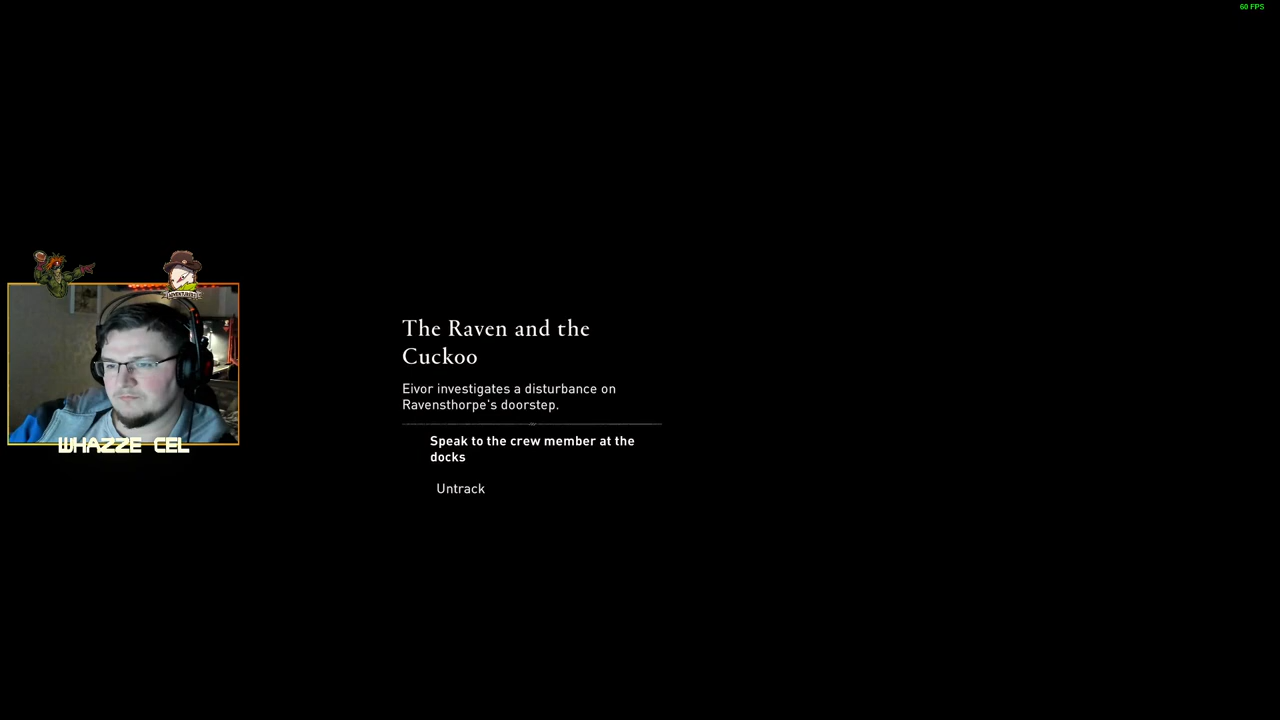 60 FPS
The Raven and the
Cuckoo
Eivor investigates a disturbance on
Ravensthorpe's doorstep.
Speak to the crew member at the
docks
Untrack
WHAZZE CEL